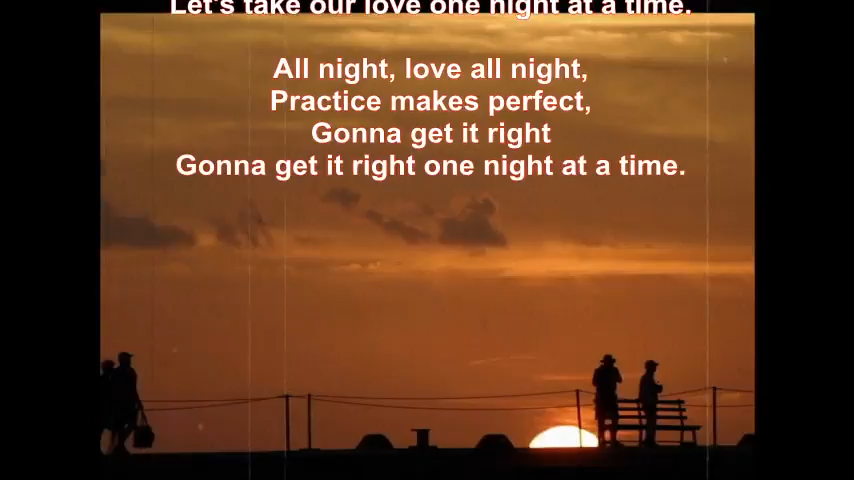 Let's take our love one night at a time.
All night, love all night,
Practice makes perfect,
Gonna get it right
Gonna get it right one night at a time.